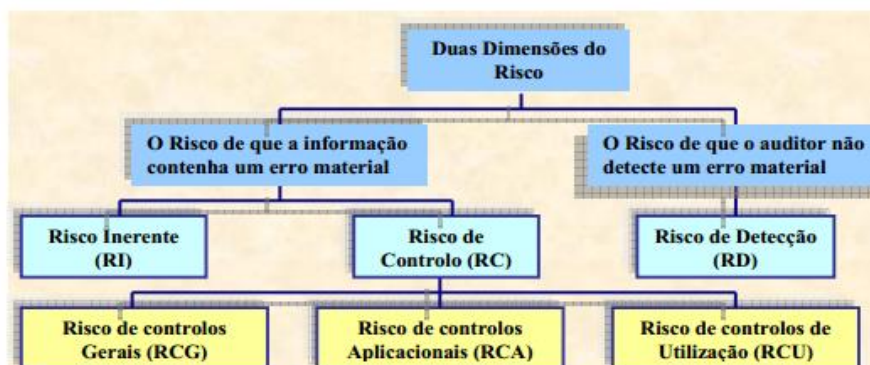 Duas Dimensões do
Risco
O Risco de que a informação
contenha um erro material
O Risco de que o auditor não
detecte um erro material
Risco Inerente
(RI)
Risco de
Controlo (RC)
Risco de Detecção
(RD)
Risco de controlos
Gerais (RCG)
Risco de controlos
Aplicacionais (RCA)
Risco de controlos de
Utilização (RCU)